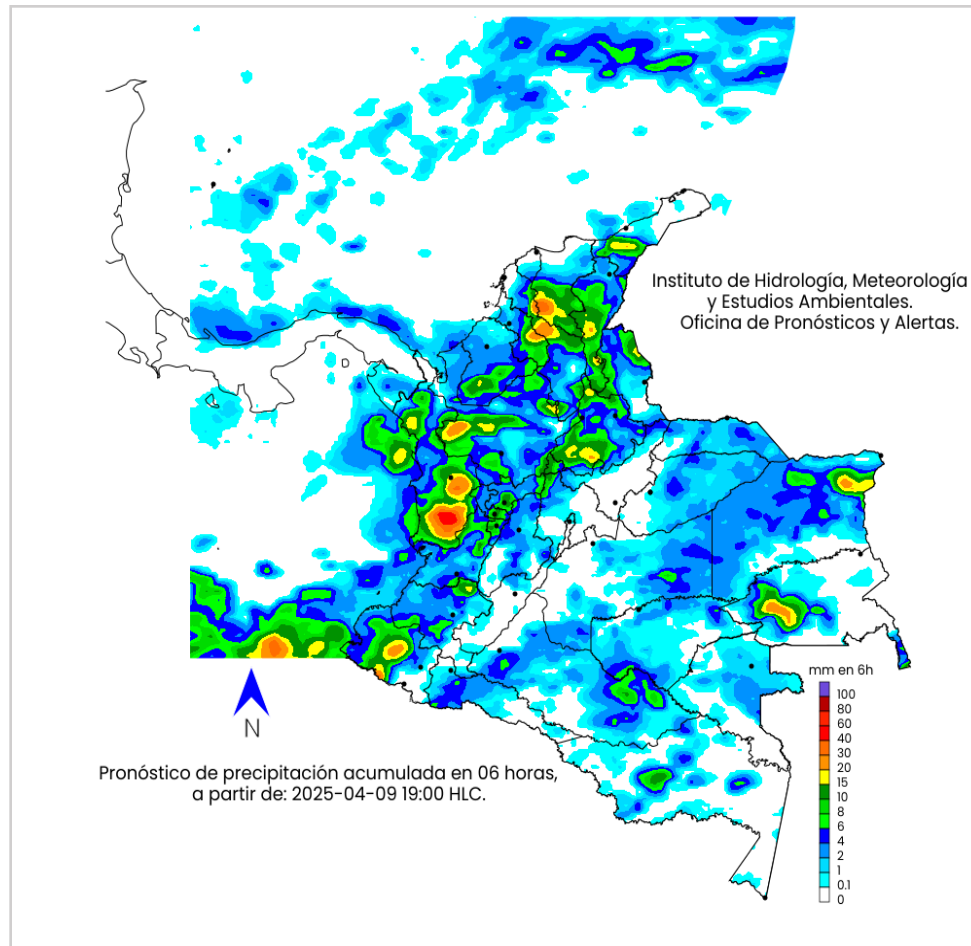 Instituto de Hidrología, Meteorología
y Estudios Ambientales.
Oficina de Pronósticos y Alertas.
mm en 6h
100
80
60
40
30
20
15
10
8
6
4
2
1
0.1
0
N
Pronóstico de precipitación acumulada en 06 horas,
a partir de: 2025-04-09 19:00 HLC.